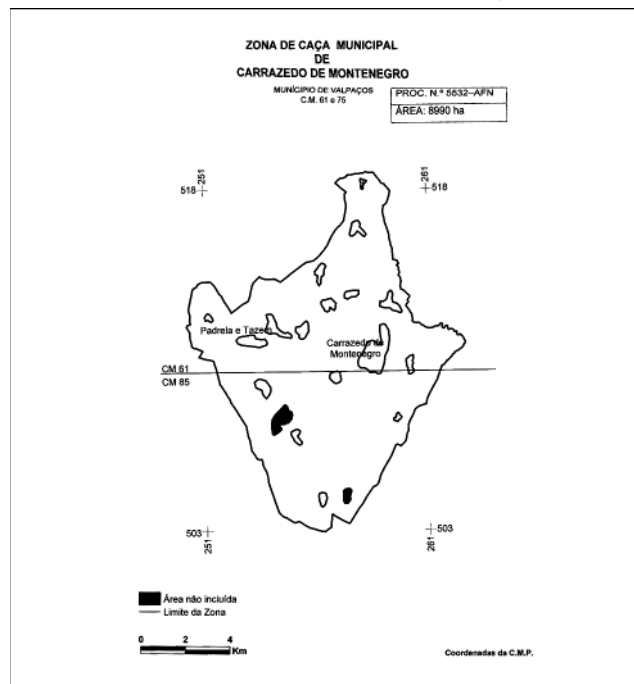 ZONA DE CAÇA MUNICIPAL
DE
CARRAZEDO DE MONTENEGRO
MUNÍCIPIO DE VALPAÇOS
C.M. 61 e 75
PROC. N.º 5532-AFN
ÁREA: 8990 ha
251
261
518
518
Padrela e Tazem
Carrazedo de
Montenegro
CM 61
CM 85
503
503
251
261
Área não incluída
Limite da Zona
0 2 4
Km
Coordenadas da C.M.P.